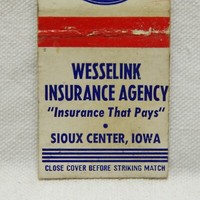 WESSELINK
INSURANCE AGENCY
"Insurance That Pays"
•
SIOUX CENTER, IOWA
CLOSE COVER BEFORE STRIKING MATCH